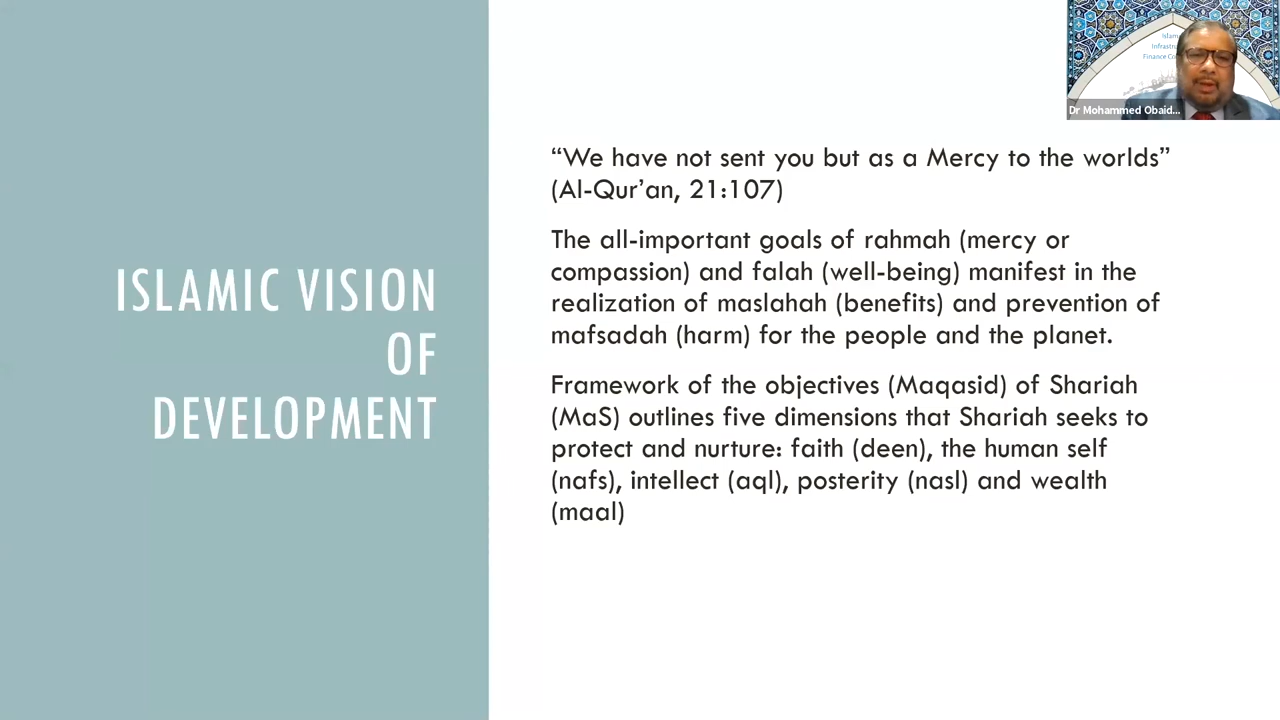 Islam
Infrastru
Finance Co
Dr Mohammed Obaid...
ISLAMIC VISION
OF
DEVELOPMENT
“We have not sent you but as a Mercy to the worlds”
(Al-Qur’an, 21:107)
The all-important goals of rahmah (mercy or
compassion) and falah (well-being) manifest in the
realization of maslahah (benefits) and prevention of
mafsadah (harm) for the people and the planet.
Framework of the objectives (Maqasid) of Shariah
(MaS) outlines five dimensions that Shariah seeks to
protect and nurture: faith (deen), the human self
(nafs), intellect (aql), posterity (nasl) and wealth
(maal)